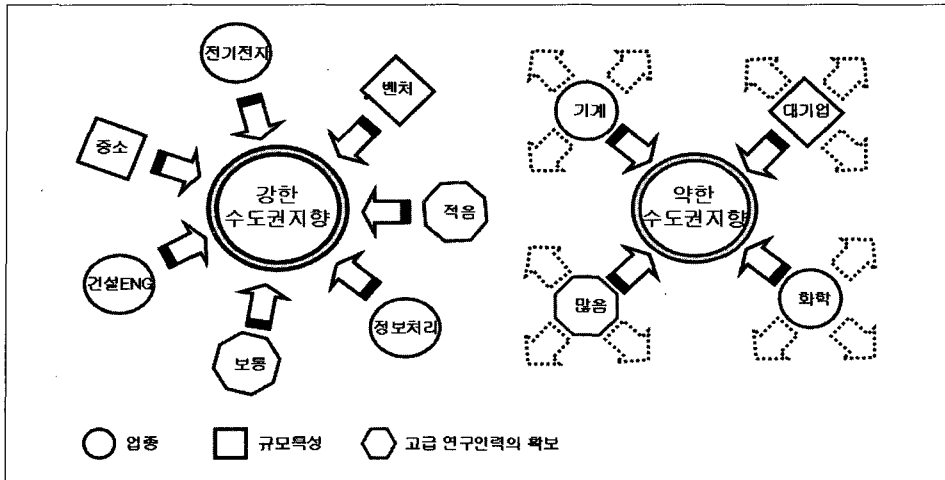 전기전자
벤처
중소
강한
수도권지향
적음
건설ENG
정보처리
보통
기계
대기업
약한
수도권지향
많음
화학
업종
규모특성
고급 연구인력의 확보